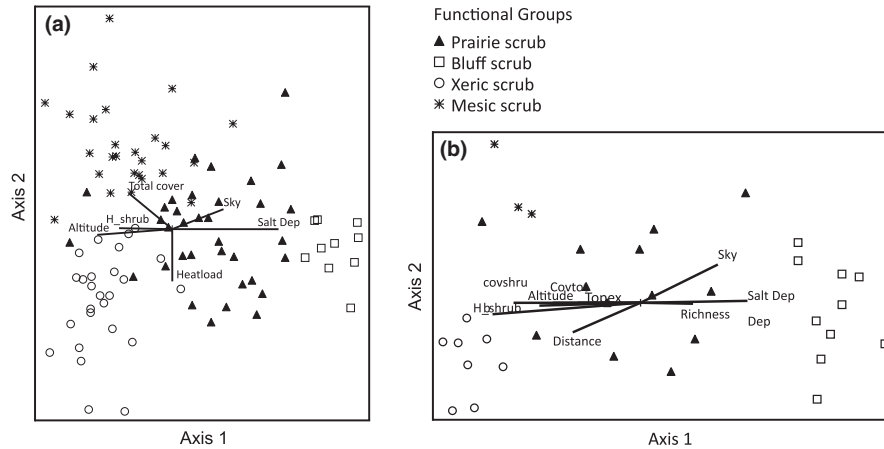 (a)
Total cover
Sky
H_shrub
Salt Dep
Altitude
Heatload
Axis 2
Axis 1
Functional Groups
Prairie scrub
Bluff scrub
Xeric scrub
Mesic scrub
(b)
Sky
covshru
Covto
Altitude
Topex
Salt Dep
H_shrub
Richness
Dep
Distance
Axis 2
Axis 1